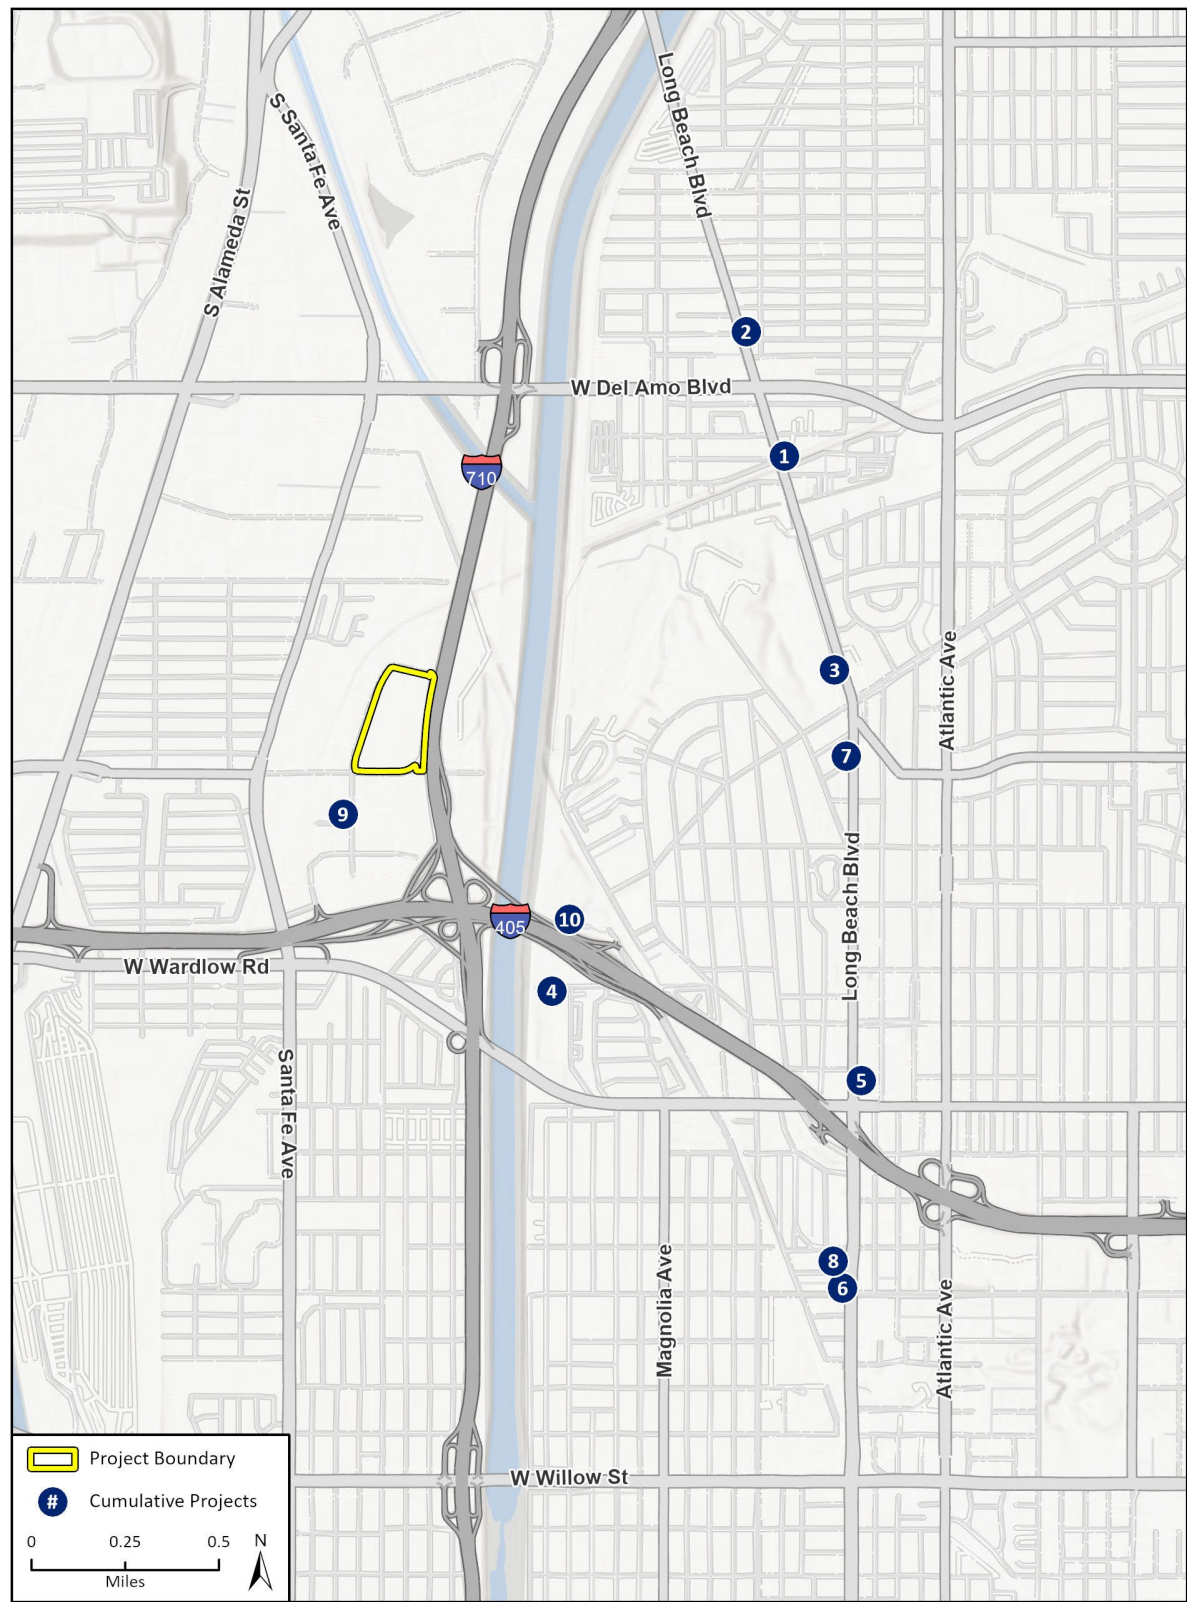 Long Beach Blvd
S Santa Fe Ave
S Alameda St
2
W Del Amo Blvd
1
710
3
Atlantic Ave
7
9
Long Beach Blvd
10
405
W Wardlow Rd
4
Santa Fe Ave
5
8
6
Magnolia Ave
Atlantic Ave
W Willow St
Project Boundary
# Cumulative Projects
0 0.25 0.5 N
Miles